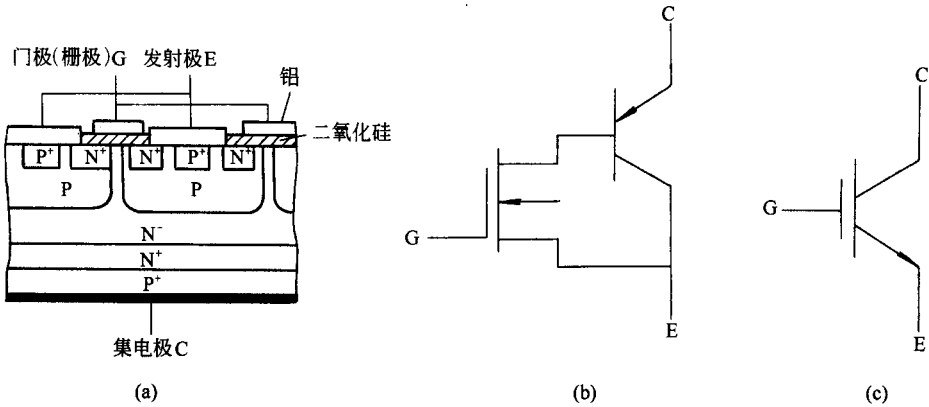 门极(栅极)G 发射极E
铝
二氧化硅
P+ N+ N+ P+ N+
P P
N-
N+
P+
集电极C
(a)
C
G
E
(b)
C
G
E
(c)